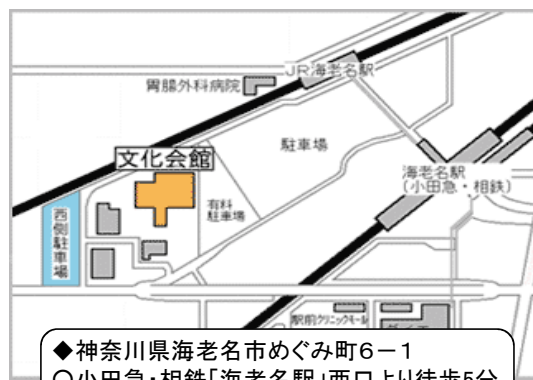 JR海老名駅
胃腸外科病院
文化会館
駐車場
海老名駅
(小田急・相鉄)
有料
駐車場
西側駐車場
駅前クリニックモール
◆神奈川県海老名市めぐみ町6-1
○小田急・相鉄「海老名駅」西口より徒歩5分